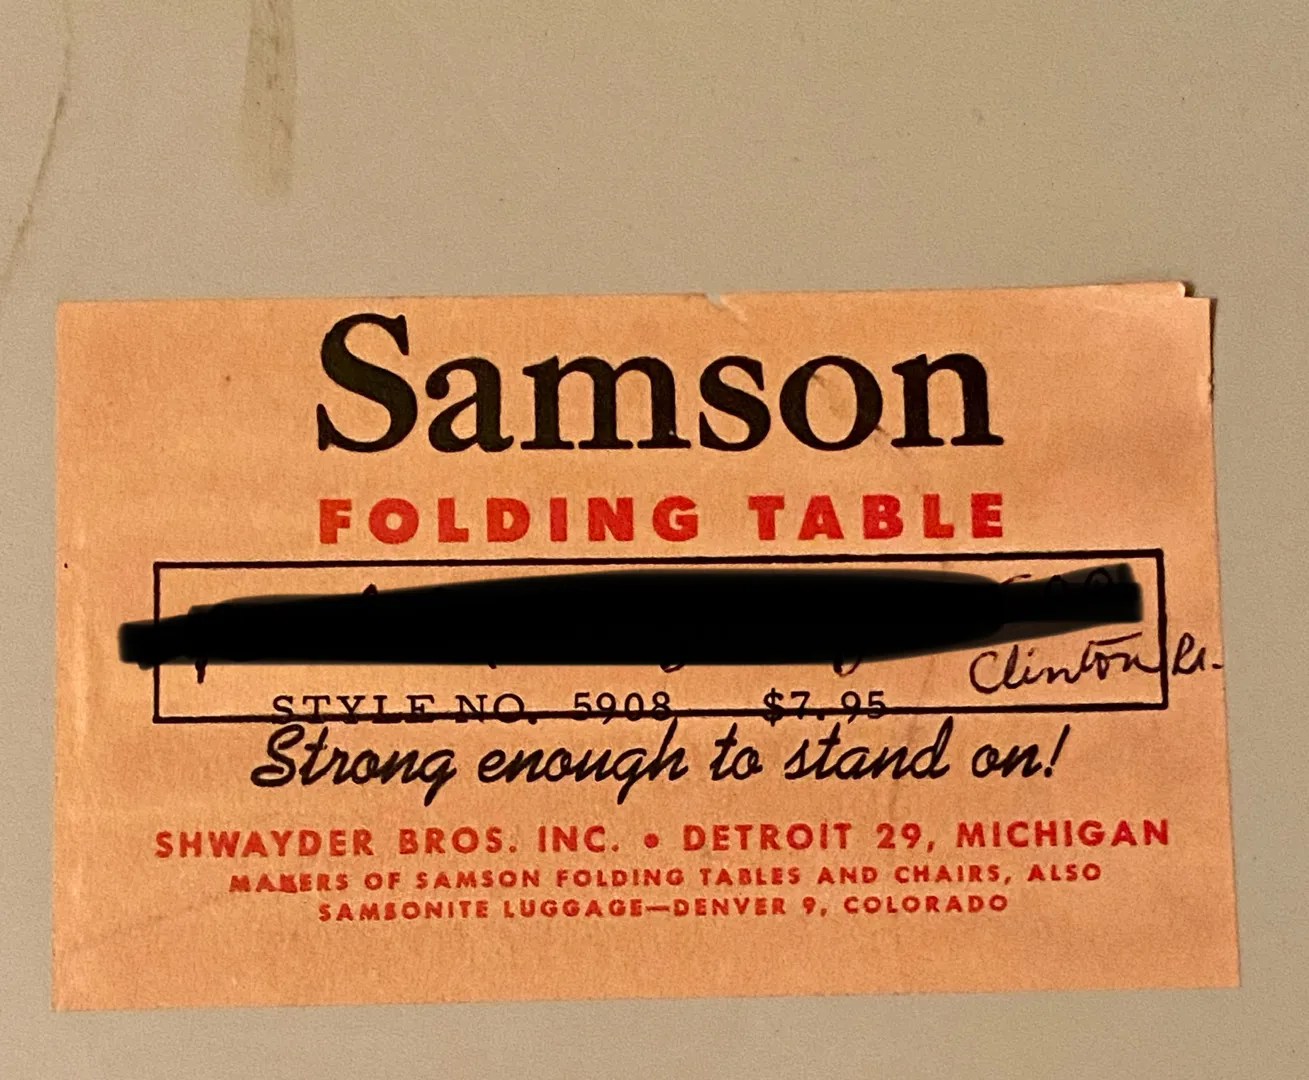 Samson
FOLDING TABLE
Clinton Rd.
STYLE NO. 5908 $7.95
Strong enough to stand on!
SHWAYDER BROS. INC. • DETROIT 29, MICHIGAN
MAKERS OF SAMSON FOLDING TABLES AND CHAIRS, ALSO
SAMSONITE LUGGAGE—DENVER 9, COLORADO